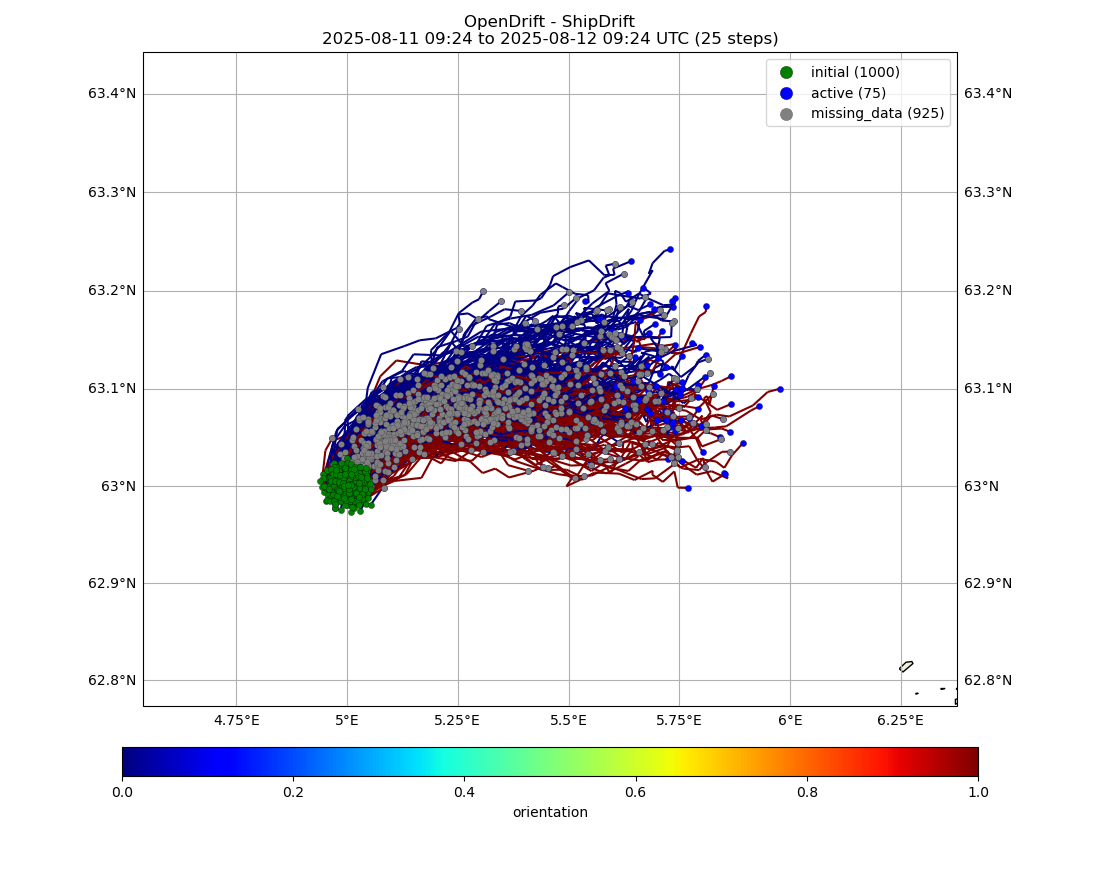 OpenDrift - ShipDrift
2025-08-11 09:24 to 2025-08-12 09:24 UTC (25 steps)
initial (1000)
active (75)
missing_data (925)
63.4°N 63.4°N
63.3°N 63.3°N
63.2°N 63.2°N
63.1°N 63.1°N
63°N 63°N
62.9°N 62.9°N
62.8°N 62.8°N
4.75°E 5°E 5.25°E 5.5°E 5.75°E 6°E 6.25°E
0.0 0.2 0.4 0.6 0.8 1.0
orientation